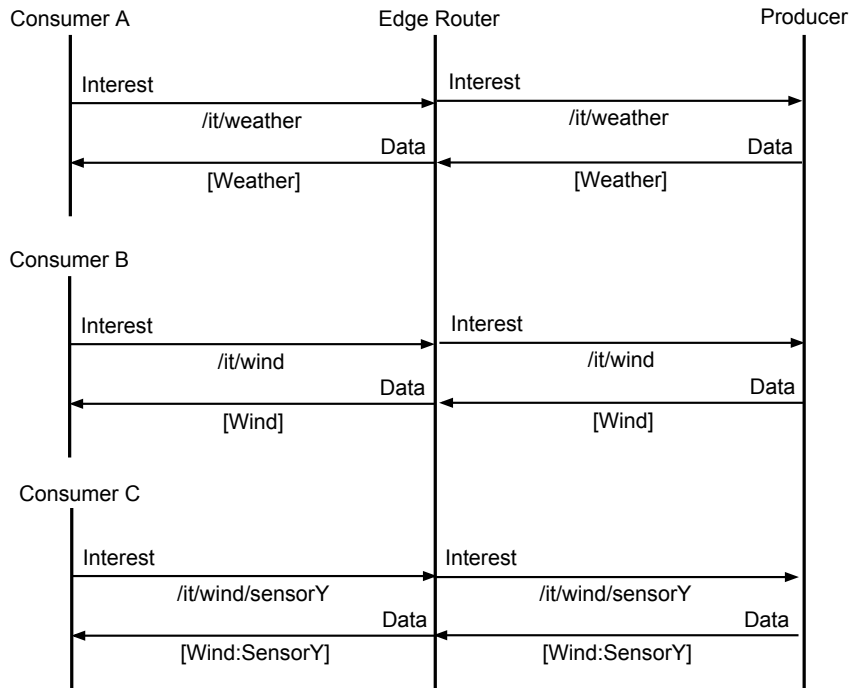 Consumer A
Edge Router
Producer
Interest
Interest
/it/weather
/it/weather
Data
Data
[Weather]
[Weather]
Consumer B
Interest
Interest
/it/wind
/it/wind
Data
Data
[Wind]
[Wind]
Consumer C
Interest
Interest
/it/wind/sensorY
/it/wind/sensorY
Data
Data
[Wind:SensorY]
[Wind:SensorY]